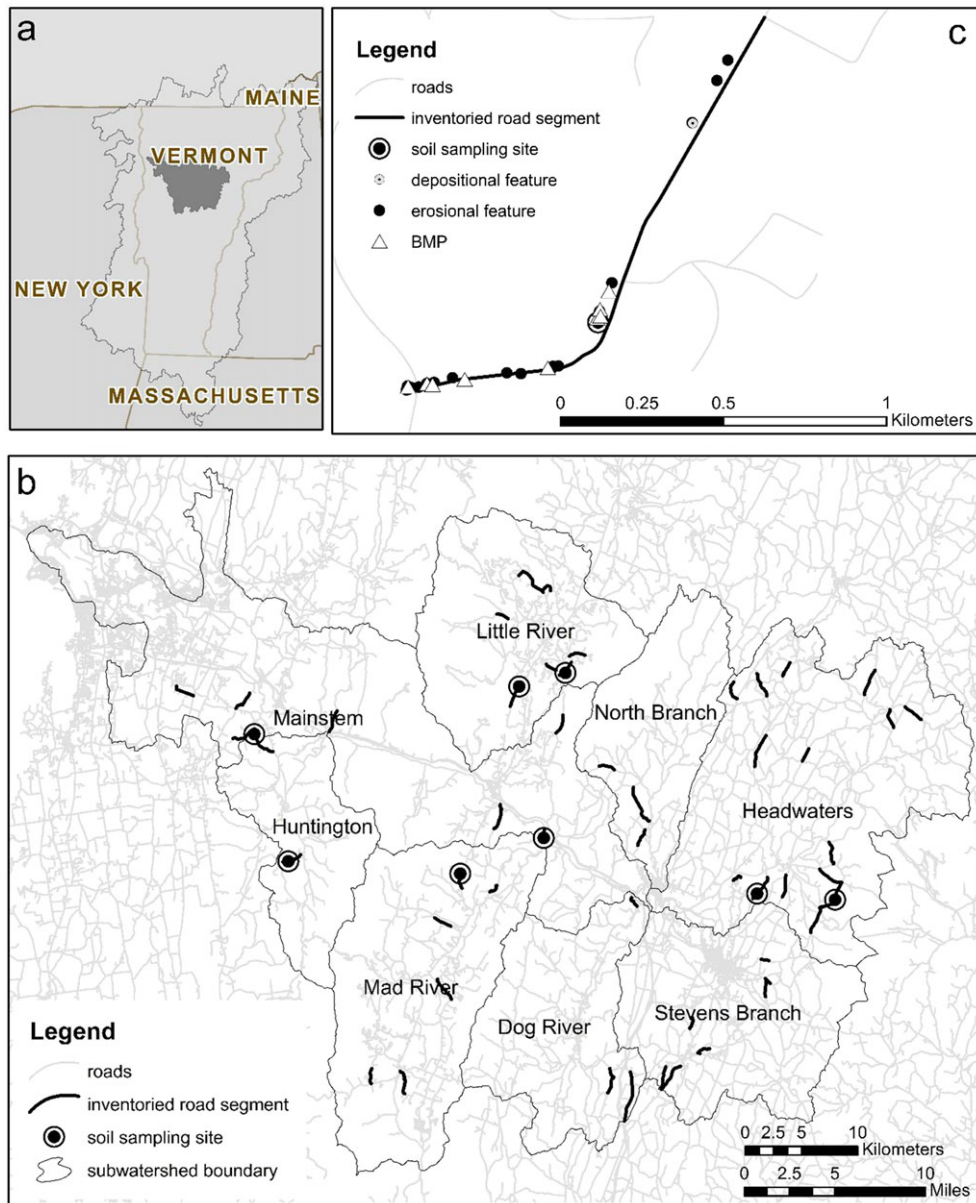 a
MAINE
VERMONT
NEW YORK
MASSACHUSETTS
c
Legend
roads
inventoried road segment
soil sampling site
depositional feature
erosional feature
BMP
0 0.25 0.5 1
Kilometers
b
Little River
North Branch
Mainstem
Headwaters
Huntington
Mad River
Dog River
Stevens Branch
Legend
roads
inventoried road segment
soil sampling site
subwatershed boundary
0 2.5 5 10
Kilometers
0 2.5 5 10
Miles